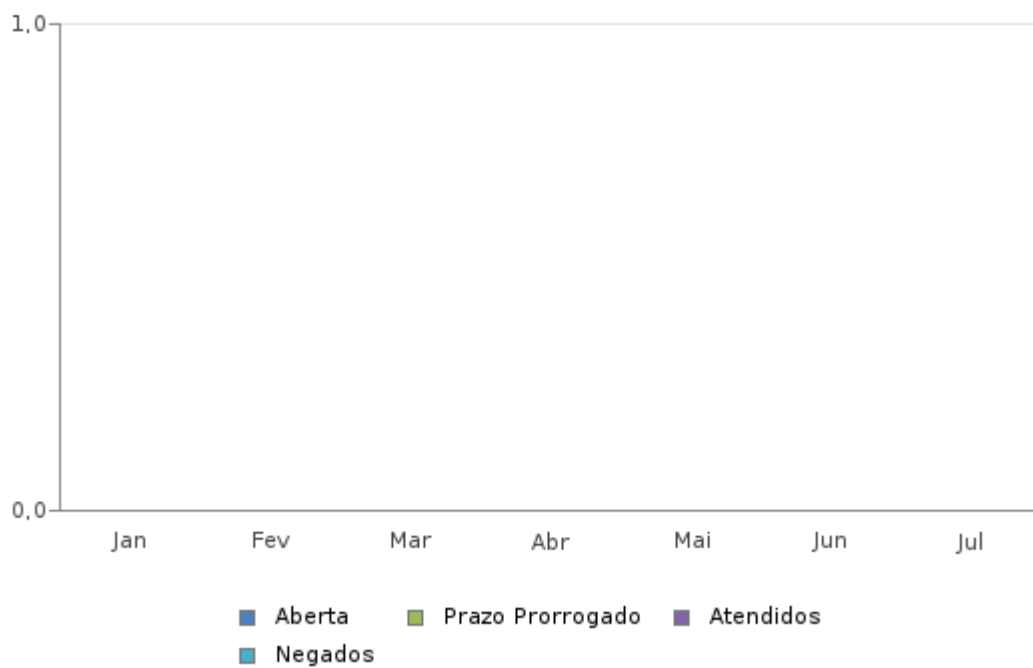 1,0
0,0
Jan Fev Mar Abr Mai Jun Jul
Aberta Prazo Prorrogado Atendidos
Negados